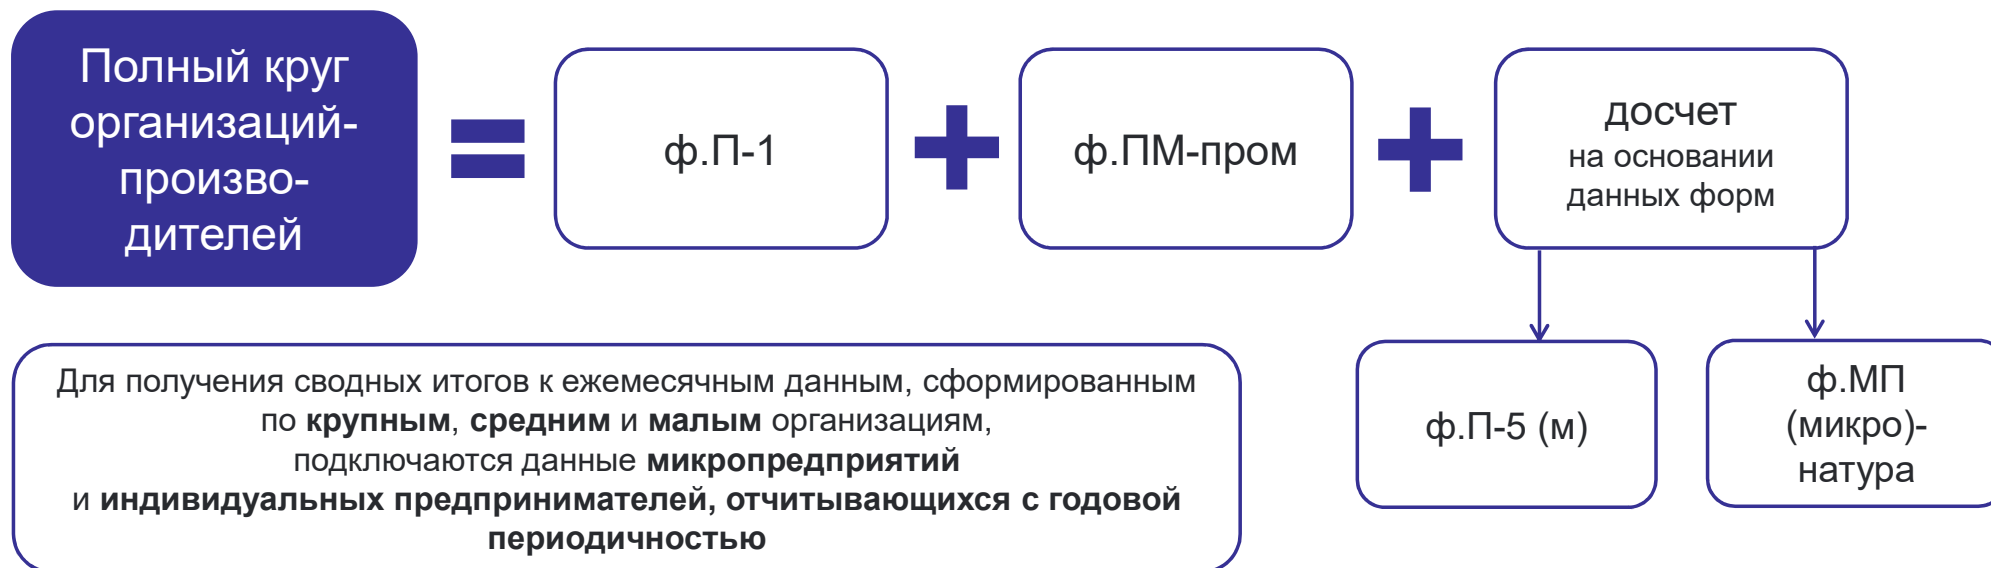 Полный круг
организаций-
произво-
дителей
=
ф.П-1
+
ф.ПМ-пром
+
досчет
на основании
данных форм
Для получения сводных итогов к ежемесячным данным, сформированным
по крупным, средним и малым организациям,
подключаются данные микропредприятий
и индивидуальных предпринимателей, отчитывающихся с годовой
периодичностью
ф.П-5 (м)
ф.МП
(микро)-
натура